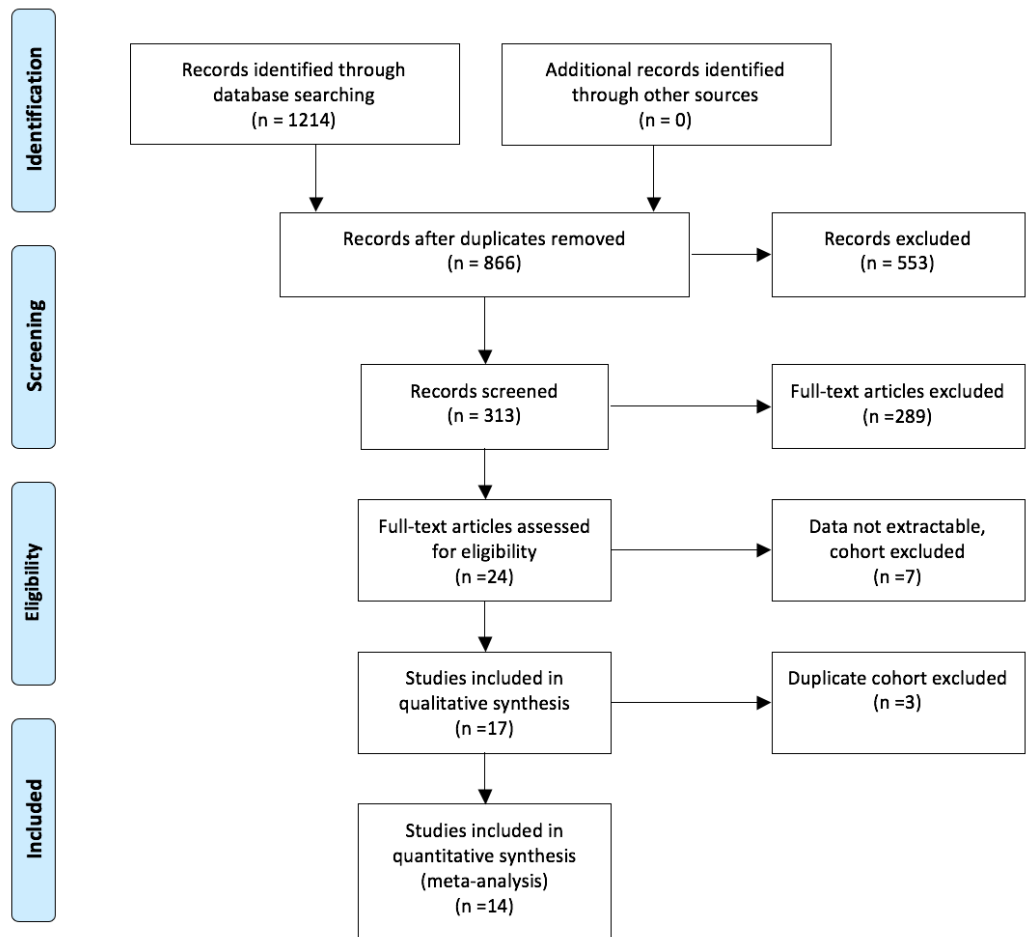 Identification
Records identified through
database searching
(n = 1214)
Additional records identified
through other sources
(n = 0)
Records after duplicates removed
(n = 866)
Records excluded
(n = 553)
Screening
Records screened
(n = 313)
Full-text articles excluded
(n =289)
Eligibility
Full-text articles assessed
for eligibility
(n =24)
Data not extractable,
cohort excluded
(n =7)
Studies included in
qualitative synthesis
(n =17)
Duplicate cohort excluded
(n =3)
Included
Studies included in
quantitative synthesis
(meta-analysis)
(n =14)